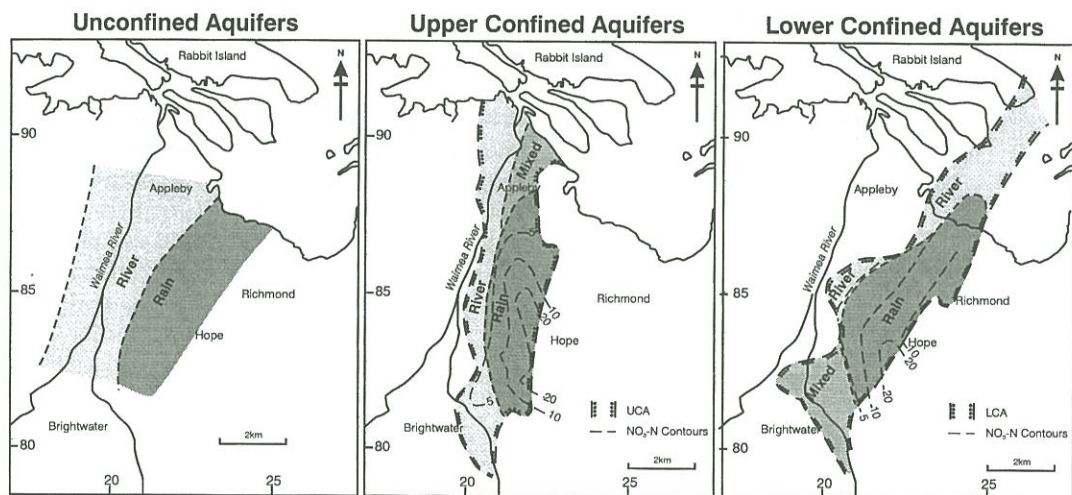 Unconfined Aquifers
Rabbit Island
N
90
Appleby
Waimea River
River
Rain
85
Richmond
Hope
Brightwater
80
2km
20
25
Upper Confined Aquifers
Rabbit Island
N
90
Mixed
Appleby
Waimea River
85
River
Rain
10
20
Richmond
Hope
5
20
10
UCA
NO₃-N Contours
Brightwater
80
2km
20
25
Lower Confined Aquifers
Rabbit Island
N
90
River
Appleby
Waimea River
River
85
Richmond
Rain
Hope
10
20
Mixed
20
10
5
LCA
NO₃-N Contours
Brightwater
80
2km
20
25